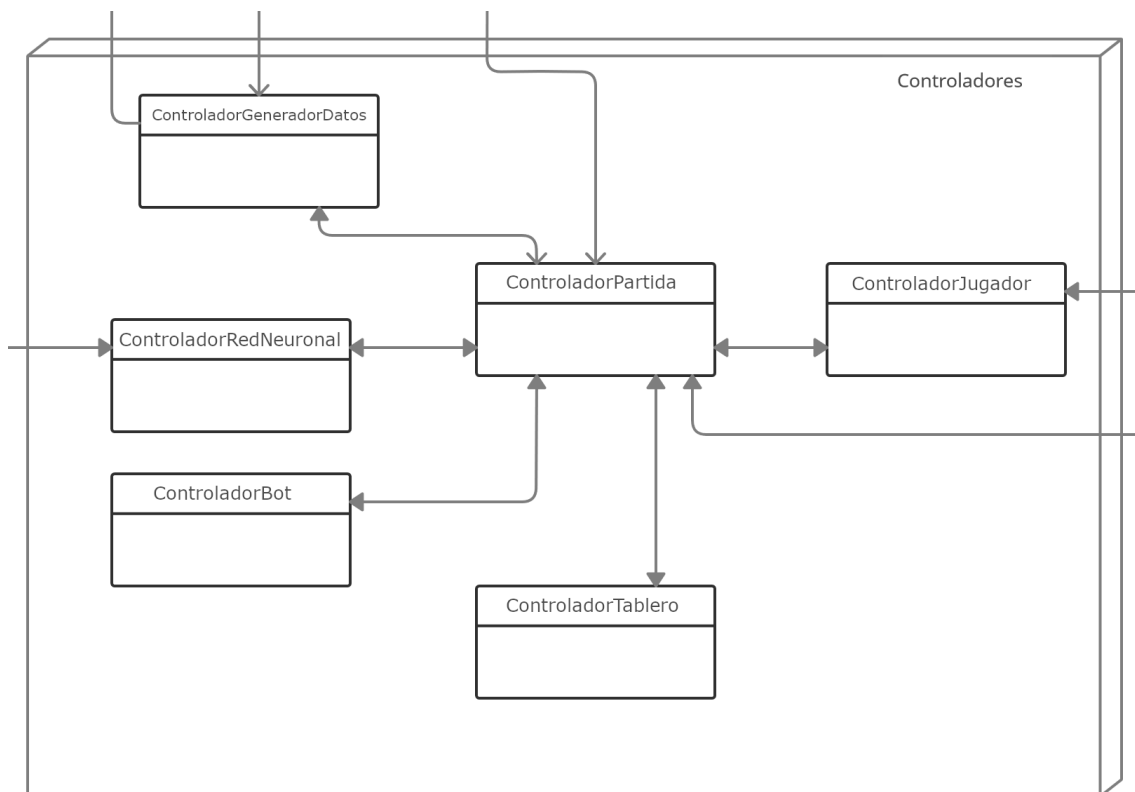 Controladores
ControladorGeneradorDatos
ControladorPartida
ControladorJugador
ControladorRedNeuronal
ControladorBot
ControladorTablero